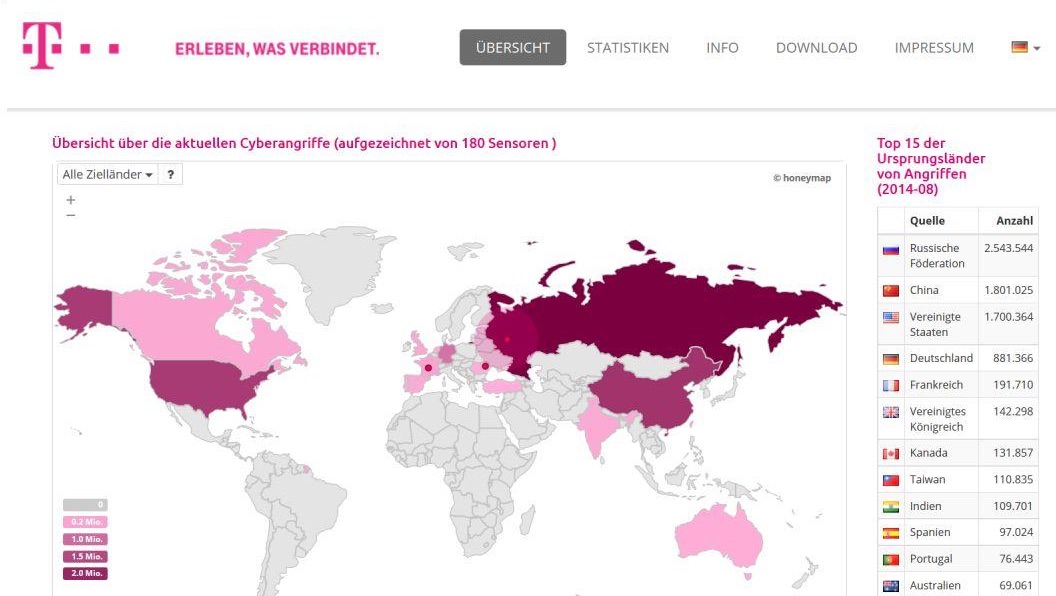 T
ERLEBEN, WAS VERBINDET.
ÜBERSICHT
STATISTIKEN
INFO
DOWNLOAD
IMPRESSUM
Übersicht über die aktuellen Cyberangriffe (aufgezeichnet von 180 Sensoren )
Alle Zielländer ?
© honeymap
+
−
0
0.2 Mio.
1.0 Mio.
1.5 Mio.
2.0 Mio.
Top 15 der
Ursprungsländer
von Angriffen
(2014-08)
Quelle Anzahl
Russische 2.543.544
Föderation
China 1.801.025
Vereinigte 1.700.364
Staaten
Deutschland 881.366
Frankreich 191.710
Vereinigtes 142.298
Königreich
Kanada 131.857
Taiwan 110.835
Indien 109.701
Spanien 97.024
Portugal 76.443
Australien 69.061